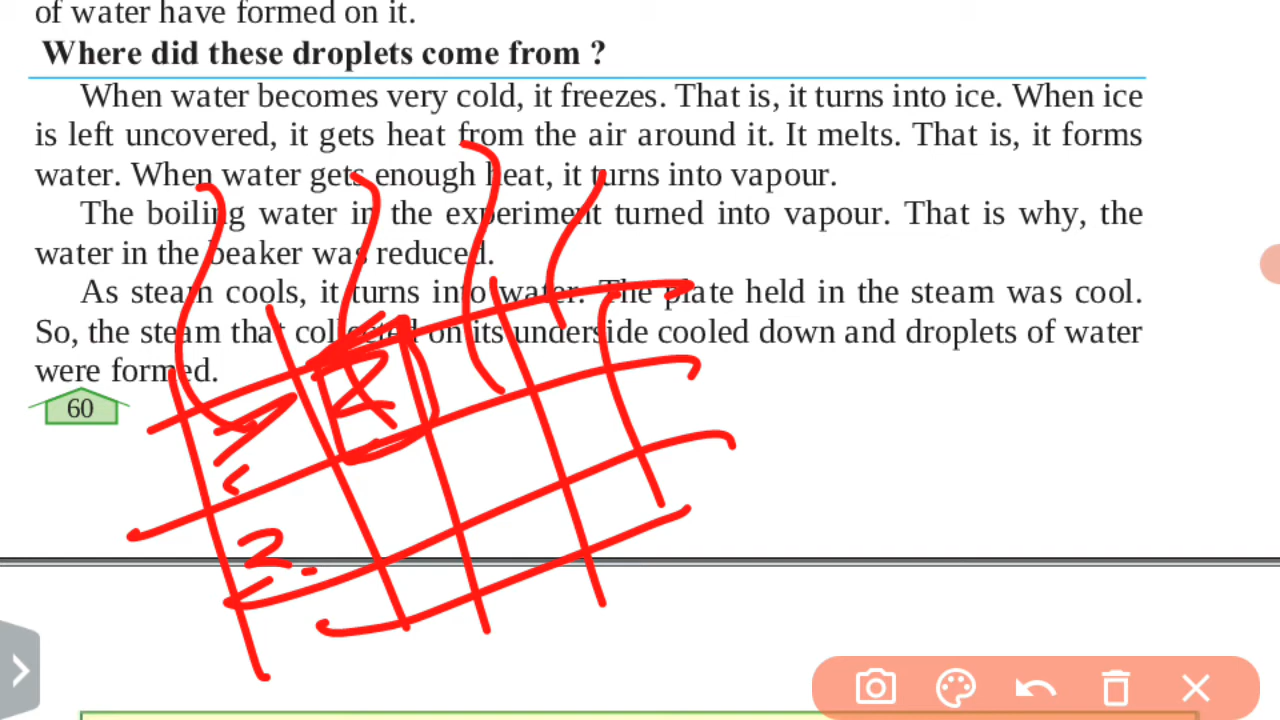 of water have formed on it.
Where did these droplets come from ?
When water becomes very cold, it freezes. That is, it turns into ice. When ice
is left uncovered, it gets heat from the air around it. It melts. That is, it forms
water. When water gets enough heat, it turns into vapour.
The boiling water in the experiment turned into vapour. That is why, the
water in the beaker was reduced.
As steam cools, it turns into water. The plate held in the steam was cool.
So, the steam that collected on its underside cooled down and droplets of water
were formed.
60
2.